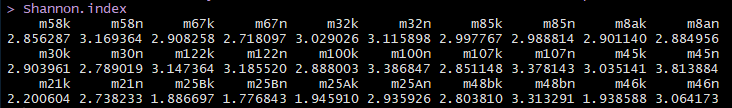 > Shannon.index
m58k m58n m67k m67n m32k m32n m85k m85n m8ak m8an
2.856287 3.169364 2.908258 2.718097 3.029026 3.115898 2.997767 2.988814 2.901140 2.884956
m30k m30n m122k m122n m100k m100n m107k m107n m45k m45n
2.903961 2.789019 3.147364 3.185520 2.888003 3.386847 2.851148 3.378143 3.035141 3.813884
m21k m21n m25Bk m25Bn m25Ak m25An m48bk m48bn m46k m46n
2.200604 2.738233 1.886697 1.776843 1.945910 2.935926 2.803810 3.313291 1.938588 3.064173